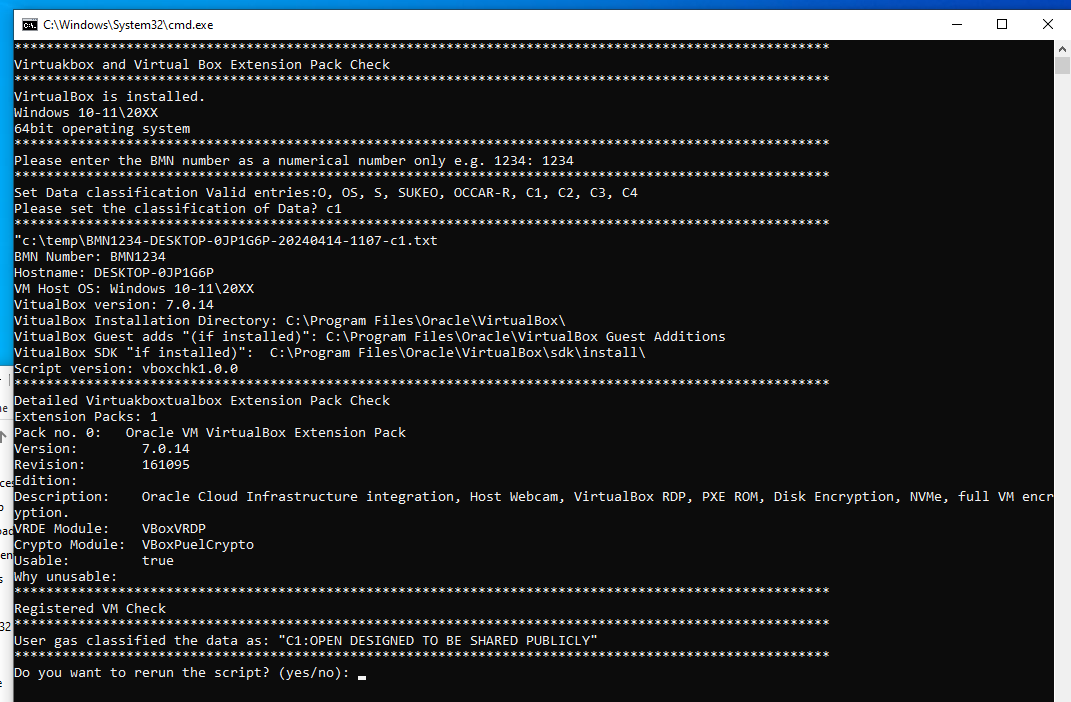 C:\Windows\System32\cmd.exe
******************************************************************************************************
Virtuakbox and Virtual Box Extension Pack Check
******************************************************************************************************
VirtualBox is installed.
Windows 10-11\20XX
64bit operating system
******************************************************************************************************
Please enter the BMN number as a numerical number only e.g. 1234: 1234
******************************************************************************************************
Set Data classification Valid entries:O, OS, S, SUKEO, OCCAR-R, C1, C2, C3, C4
Please set the classification of Data? c1
******************************************************************************************************
"c:\temp\BMN1234-DESKTOP-0JP1G6P-20240414-1107-c1.txt
BMN Number: BMN1234
Hostname: DESKTOP-0JP1G6P
VM Host OS: Windows 10-11\20XX
VitualBox version: 7.0.14
VitualBox Installation Directory: C:\Program Files\Oracle\VirtualBox\
VitualBox Guest adds "(if installed)": C:\Program Files\Oracle\VirtualBox Guest Additions
VitualBox SDK "if installed)":  C:\Program Files\Oracle\VirtualBox\sdk\install\
Script version: vboxchk1.0.0
******************************************************************************************************
Detailed Virtuakboxtualbox Extension Pack Check
Extension Packs: 1
Pack no. 0:   Oracle VM VirtualBox Extension Pack
Version:        7.0.14
Revision:       161095
Edition:
Description:    Oracle Cloud Infrastructure integration, Host Webcam, VirtualBox RDP, PXE ROM, Disk Encryption, NVMe, full VM encr
yption.
VRDE Module:    VBoxVRDP
Crypto Module:  VBoxPuelCrypto
Usable:         true
Why unusable:
******************************************************************************************************
Registered VM Check
******************************************************************************************************
User gas classified the data as: "C1:OPEN DESIGNED TO BE SHARED PUBLICLY"
******************************************************************************************************
Do you want to rerun the script? (yes/no):